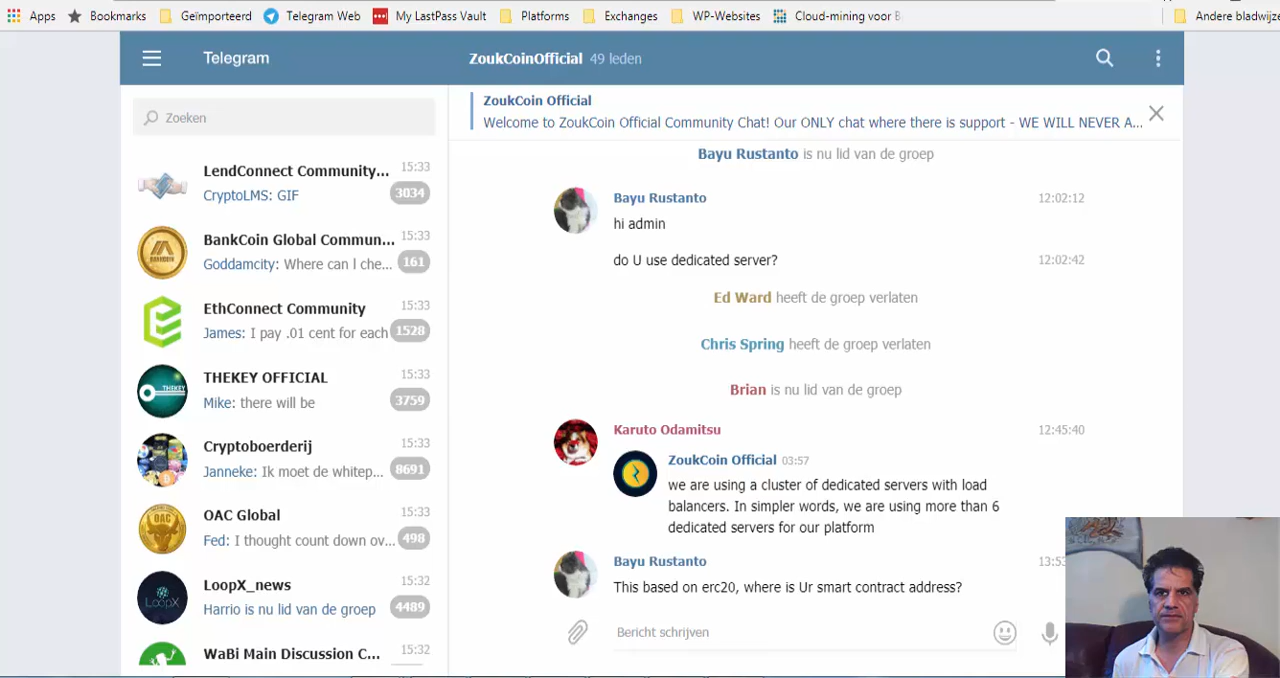 Apps Bookmarks Geïmporteerd Telegram Web My LastPass Vault Platforms Exchanges WP-Websites Cloud-mining voor Andere bladwijze
Telegram
ZoukCoinOfficial 49 leden
Zoeken
LendConnect Community... 15:33
CryptoLMS: GIF 3034
BankCoin Global Commun... 15:33
Goddamcity: Where can I che... 161
EthConnect Community 15:33
James: I pay .01 cent for each 1528
THEKEY OFFICIAL 15:33
Mike: there will be 3759
Cryptoboerderij 15:33
Janneke: Ik moet de whitep... 8691
OAC Global 15:33
Fed: I thought count down ov... 498
LoopX_news 15:32
Harrio is nu lid van de groep 4489
WaBi Main Discussion C... 15:32
ZoukCoin Official
Welcome to ZoukCoin Official Community Chat! Our ONLY chat where there is support - WE WILL NEVER A...
Bayu Rustanto is nu lid van de groep
Bayu Rustanto 12:02:12
hi admin
do U use dedicated server? 12:02:42
Ed Ward heeft de groep verlaten
Chris Spring heeft de groep verlaten
Brian is nu lid van de groep
Karuto Odamitsu 12:45:40
ZoukCoin Official 03:57
we are using a cluster of dedicated servers with load
balancers. In simpler words, we are using more than 6
dedicated servers for our platform
Bayu Rustanto 13:53
This based on erc20, where is Ur smart contract address?
Bericht schrijven
THEKEY
BANKCOIN
OAC
LOOPX